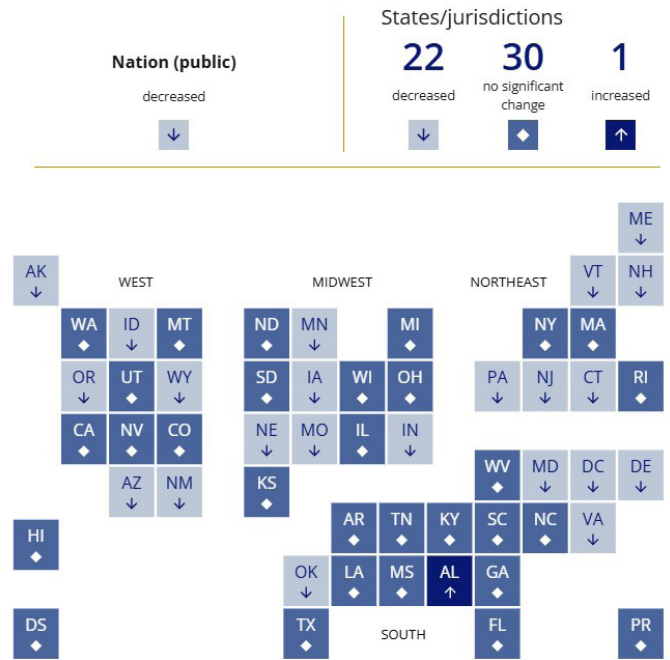 States/jurisdictions
Nation (public)
22 30 1
decreased
decreased no significant change increased
↓ ↓ ◆ ↑
ME
↓
AK WEST MIDWEST NORTHEAST VT NH
↓ ↓ ↓
WA ID MT ND MN MI NY MA
◆ ↓ ◆ ◆ ↓ ◆ ◆ ◆
OR UT WY SD IA WI OH PA NJ CT RI
↓ ◆ ↓ ◆ ↓ ◆ ◆ ↓ ↓ ↓ ◆
CA NV CO NE MO IL IN
◆ ◆ ◆ ↓ ↓ ◆ ↓
AZ NM KS WV MD DC DE
↓ ↓ ◆ ◆ ↓ ↓ ↓
HI AR TN KY SC NC VA
◆ ◆ ◆ ◆ ◆ ◆ ↓
OK LA MS AL GA
↓ ◆ ◆ ↑ ◆
DS TX SOUTH FL PR
◆ ◆ ◆ ◆